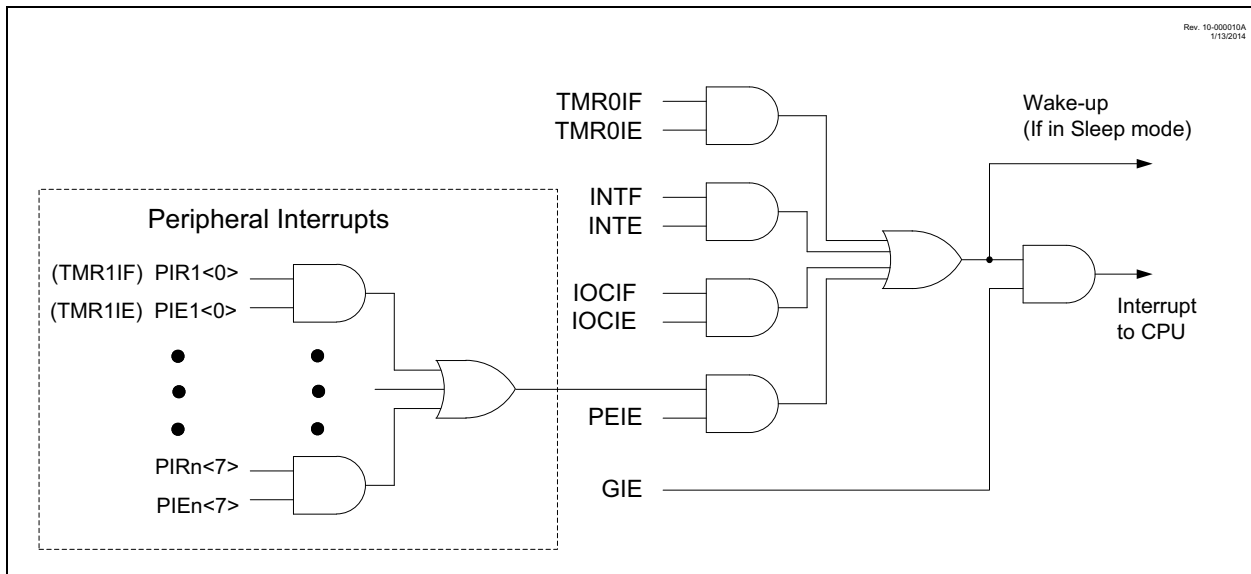 Rev. 10-000010A
1/13/2014
TMR0IF
TMR0IE
Wake-up
(If in Sleep mode)
INTF
INTE
Peripheral Interrupts
(TMR1IF) PIR1<0>
(TMR1IE) PIE1<0>
IOCIF
IOCIE
Interrupt
to CPU
PEIE
PIRn<7>
PIEn<7>
GIE